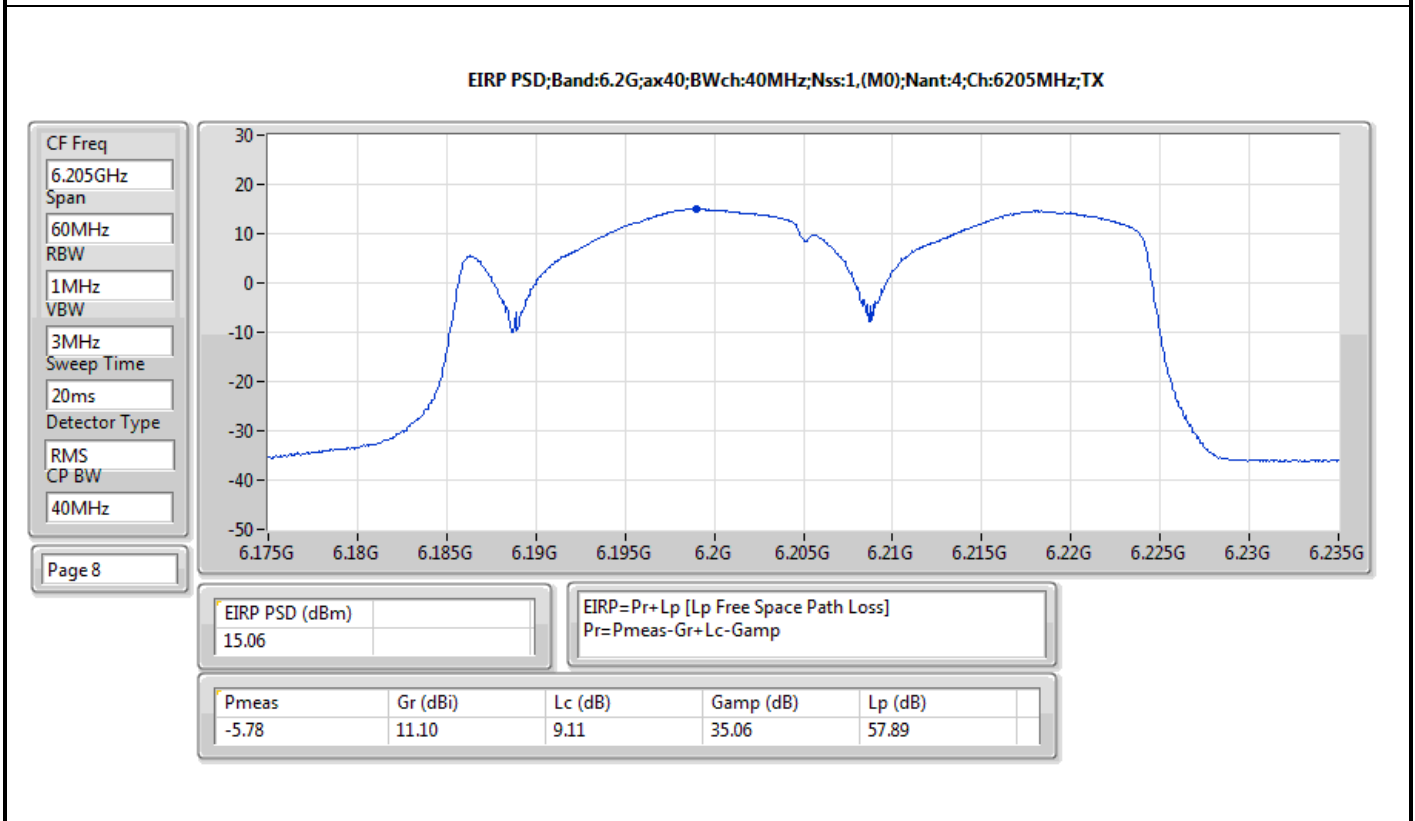 EIRP PSD;Band:6.2G;ax40;BWch:40MHz;Nss:1,(M0);Nant:4;Ch:6205MHz;TX
CF Freq
6.205GHz
Span
60MHz
RBW
1MHz
VBW
3MHz
Sweep Time
20ms
Detector Type
RMS
CP BW
40MHz
Page 8
30
20
10
0
-10
-20
-30
-40
-50
6.175G 6.18G 6.185G 6.19G 6.195G 6.2G 6.205G 6.21G 6.215G 6.22G 6.225G 6.23G 6.235G
EIRP PSD (dBm)
15.06
EIRP=Pr+Lp [Lp Free Space Path Loss]
Pr=Pmeas-Gr+Lc-Gamp
Pmeas Gr (dBi) Lc (dB) Gamp (dB) Lp (dB)
-5.78 11.10 9.11 35.06 57.89